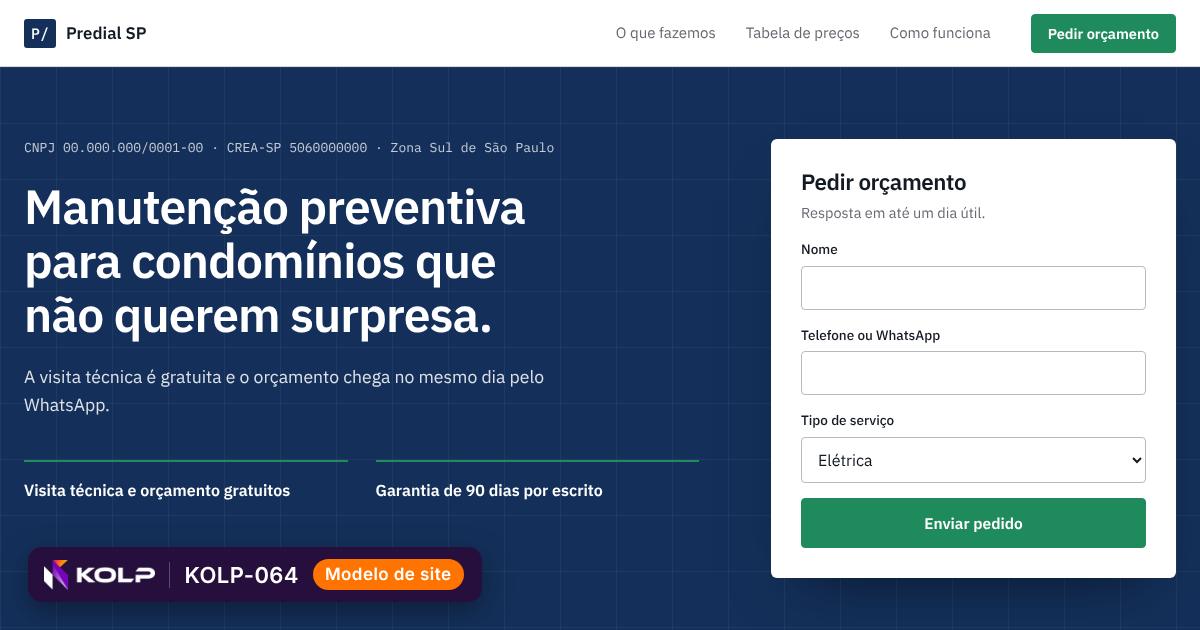 P/ Predial SP
O que fazemos Tabela de preços Como funciona Pedir orçamento
CNPJ 00.000.000/0001-00 · CREA-SP 5060000000 · Zona Sul de São Paulo
Manutenção preventiva
para condomínios que
não querem surpresa.
A visita técnica é gratuita e o orçamento chega no mesmo dia pelo
WhatsApp.
Visita técnica e orçamento gratuitos
Garantia de 90 dias por escrito
KOLP KOLP-064 Modelo de site
Pedir orçamento
Resposta em até um dia útil.
Nome
Telefone ou WhatsApp
Tipo de serviço
Elétrica
Enviar pedido